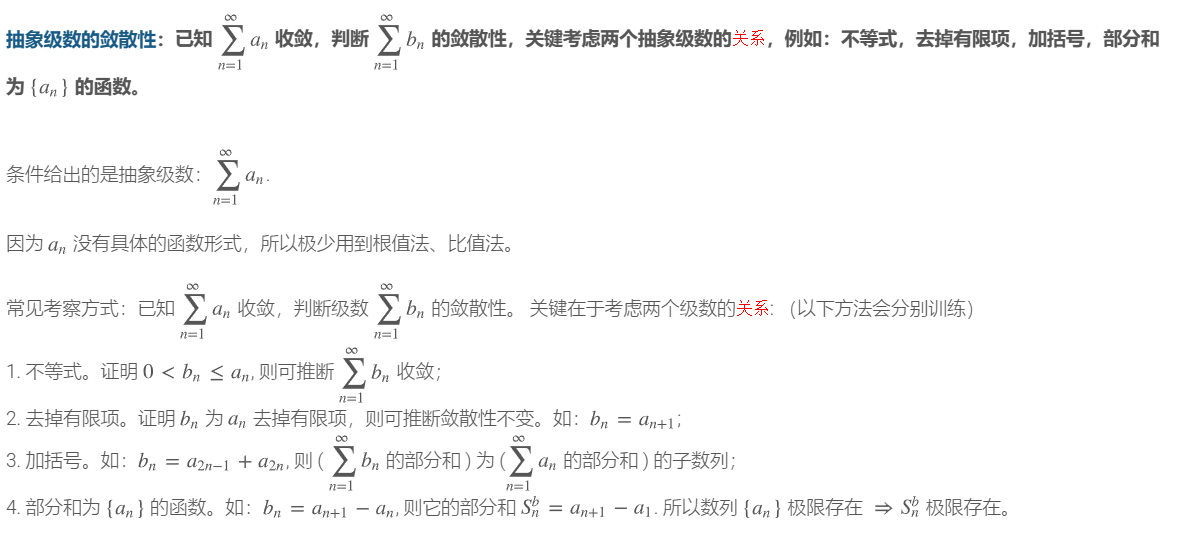 抽象级数的敛散性：已知 $\sum_{n=1}^{\infty} a_n$ 收敛，判断 $\sum_{n=1}^{\infty} b_n$ 的敛散性，关键考虑两个抽象级数的关系，例如：不等式，去掉有限项，加括号，部分和
为 $\{a_n\}$ 的函数。
条件给出的是抽象级数： $\sum_{n=1}^{\infty} a_n$.
因为 $a_n$ 没有具体的函数形式，所以极少用到根值法、比值法。
常见考察方式：已知 $\sum_{n=1}^{\infty} a_n$ 收敛，判断级数 $\sum_{n=1}^{\infty} b_n$ 的敛散性。 关键在于考虑两个级数的关系:（以下方法会分别训练）
1. 不等式。证明 $0 < b_n \leq a_n$, 则可推断 $\sum_{n=1}^{\infty} b_n$ 收敛；
2. 去掉有限项。证明 $b_n$ 为 $a_n$ 去掉有限项，则可推断敛散性不变。如： $b_n = a_{n+1}$；
3. 加括号。如： $b_n = a_{2n-1} + a_{2n}$, 则 ( $\sum_{n=1}^{\infty} b_n$ 的部分和 ) 为 ( $\sum_{n=1}^{\infty} a_n$ 的部分和 ) 的子数列；
4. 部分和为 $\{a_n\}$ 的函数。如： $b_n = a_{n+1} - a_n$, 则它的部分和 $S_n^b = a_{n+1} - a_1$. 所以数列 $\{a_n\}$ 极限存在 $\Rightarrow S_n^b$ 极限存在。